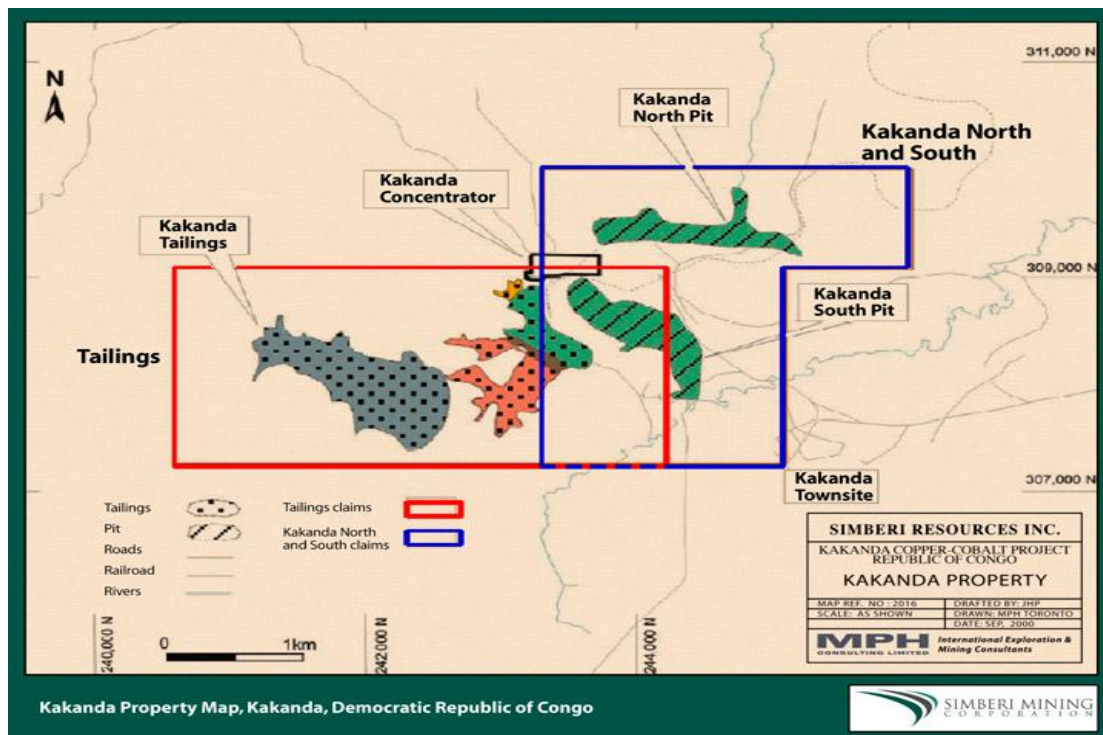 311,000 N
N
Kakanda
North Pit
Kakanda North
and South
Kakanda
Concentrator
Kakanda
Tailings
309,000 N
Kakanda
South Pit
Tailings
Kakanda
Townsite
307,000 N
Tailings
Pit
Roads
Railroad
Rivers
Tailings claims
Kakanda North
and South claims
SIMBERI RESOURCES INC.
KAKANDA COPPER-COBALT PROJECT
REPUBLIC OF CONGO
KAKANDA PROPERTY
MAP REF. NO : 2016
DRAFTED BY: JHP
SCALE: AS SHOWN
DRAWN: MPH TORONTO
DATE: SEP, 2000
MPH
CONSULTING LIMITED
International Exploration &
Mining Consultants
240,000 N
242,000 N
244,000 N
0
1km
Kakanda Property Map, Kakanda, Democratic Republic of Congo
SIMBERI MINING
CORPORATION